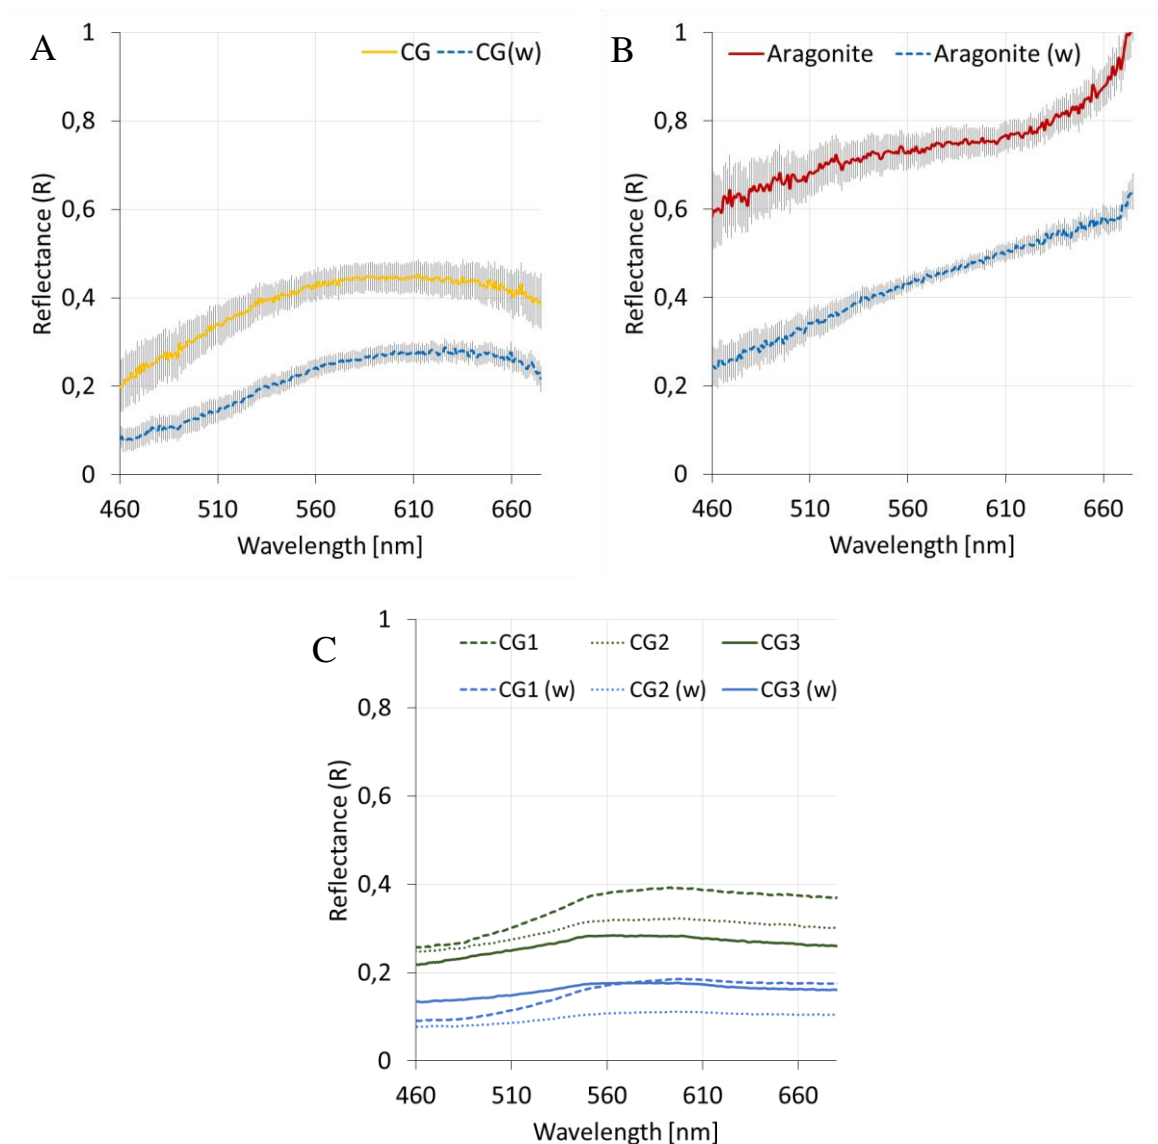 A
CG CG(w)
1
0,8
0,6
0,4
0,2
0
Reflectance (R)
460 510 560 610 660
Wavelength [nm]
B
Aragonite Aragonite (w)
1
0,8
0,6
0,4
0,2
0
Reflectance (R)
460 510 560 610 660
Wavelength [nm]
C
CG1 CG2 CG3
CG1 (w) CG2 (w) CG3 (w)
1
0,8
0,6
0,4
0,2
0
Reflectance (R)
460 510 560 610 660
Wavelength [nm]